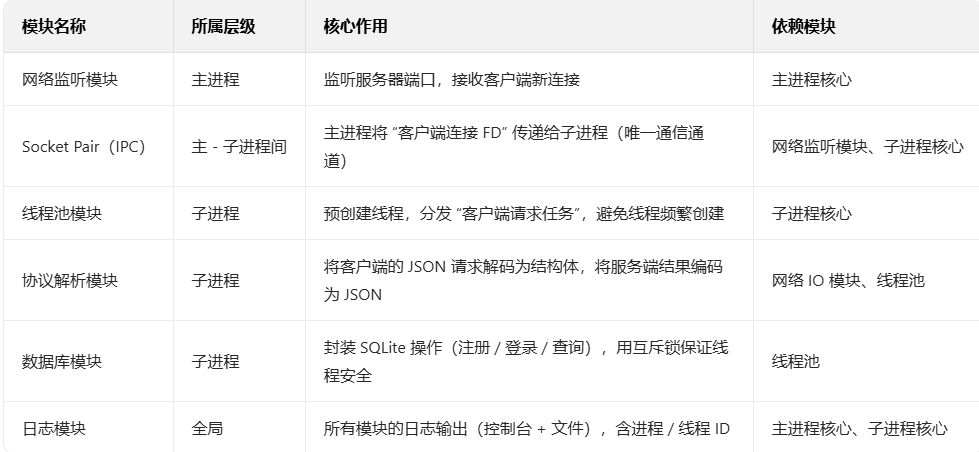 模块名称 所属层级 核心作用 依赖模块
网络监听模块 主进程 监听服务器端口，接收客户端新连接 主进程核心
Socket Pair（IPC） 主 - 子进程间 主进程将 “客户端连接 FD” 传递给子进程（唯一通信通
道） 网络监听模块、子进程核心
线程池模块 子进程 预创建线程，分发 “客户端请求任务”，避免线程频繁创建 子进程核心
协议解析模块 子进程 将客户端的 JSON 请求解码为结构体，将服务端结果编码
为 JSON 网络 IO 模块、线程池
数据库模块 子进程 封装 SQLite 操作（注册 / 登录 / 查询），用互斥锁保证线
程安全 线程池
日志模块 全局 所有模块的日志输出（控制台 + 文件），含进程 / 线程 ID 主进程核心、子进程核心